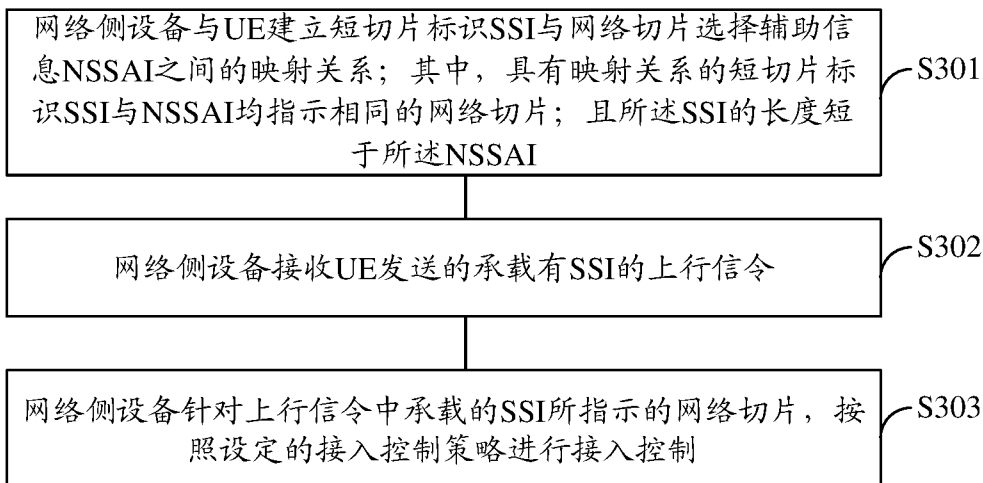 网络侧设备与UE建立短切片标识SSI与网络切片选择辅助信
息NSSAI之间的映射关系；其中，具有映射关系的短切片标
识SSI与NSSAI均指示相同的网络切片；且所述SSI的长度短
于所述NSSAI
S301
网络侧设备接收UE发送的承载有SSI的上行信令
S302
网络侧设备针对上行信令中承载的SSI所指示的网络切片，按
照设定的接入控制策略进行接入控制
S303